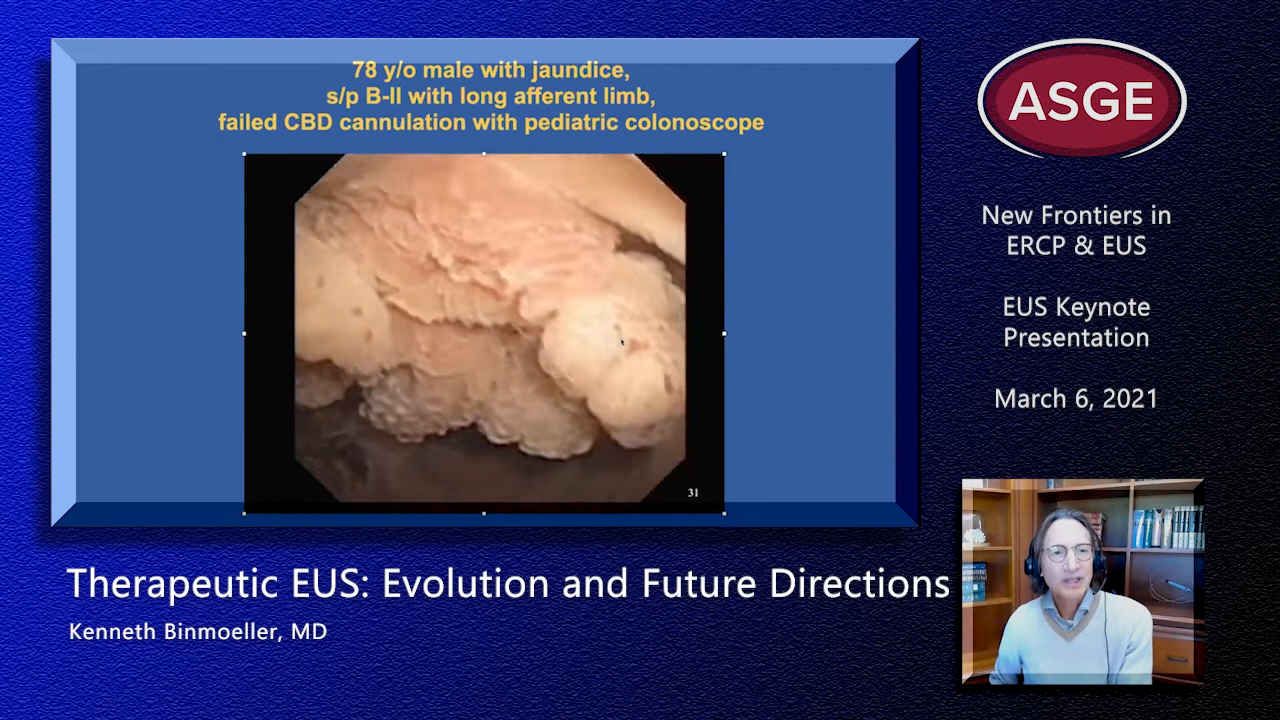 78 y/o male with jaundice,
s/p B-II with long afferent limb,
failed CBD cannulation with pediatric colonoscope
31
ASGE
New Frontiers in
ERCP & EUS
EUS Keynote
Presentation
March 6, 2021
Therapeutic EUS: Evolution and Future Directions
Kenneth Binmoeller, MD